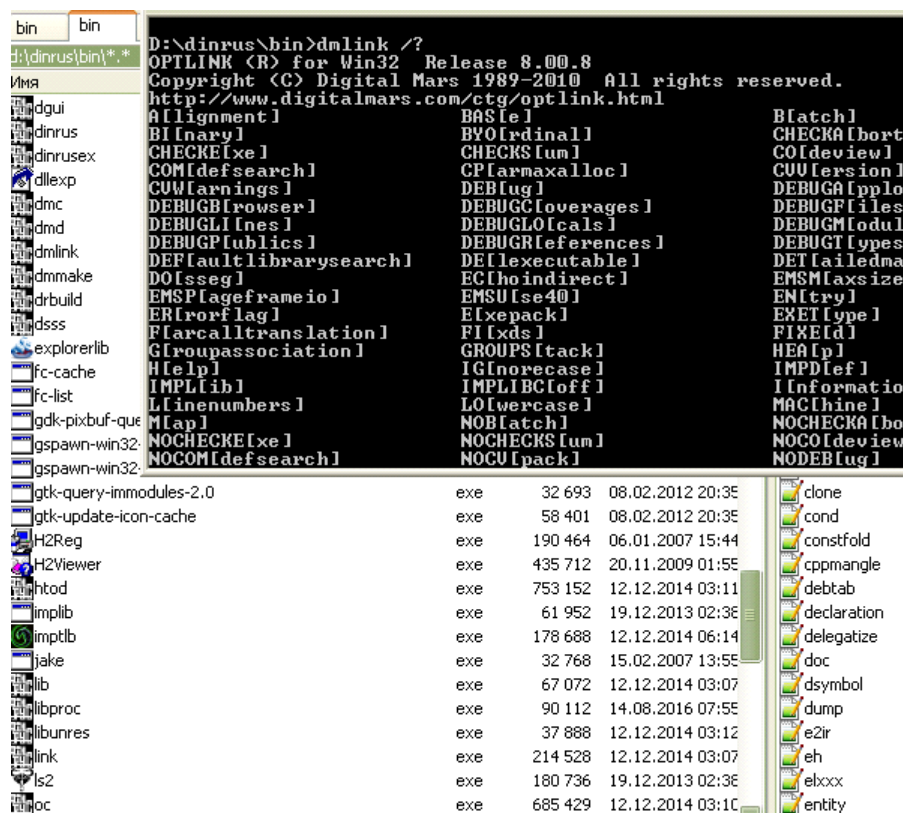 bin bin
d:\dinrus\bin\*.*
Имя
dgui
dinrus
dinrusex
dllexp
dmc
dmd
dmlink
dmmake
drbuild
dsss
explorerlib
fc-cache
fc-list
gdk-pixbuf-que
gspawn-win32-
gspawn-win32-
D:\dinrus\bin>dmlink /?
OPTLINK (R) for Win32 Release 8.00.8
Copyright (C) Digital Mars 1989-2010 All rights reserved.
http://www.digitalmars.com/ctg/optlink.html
A[lignment] BAS[e] B[atch]
BI[nary] BYO[rdinal] CHECKA[bort
CHECKE[xe] CHECKS[um] CO[deview]
COM[defsearch] CP[armaxalloc] CVV[ersion]
CVW[arnings] DEB[ug] DEBUGA[pplo
DEBUGB[rowser] DEBUGC[overages] DEBUGF[iles
DEBUGLI[nes] DEBUGLO[cals] DEBUGM[odul
DEBUGP[ublics] DEBUGR[eferences] DEBUGT[ypes
DEF[aultlibrarysearch] DE[lexecutable] DET[ailedma
DO[sseg] EC[hoindirect] EMSM[axsize
EMSP[ageframeio] EMSU[se40] EN[try]
ER[rorflag] E[xepack] EXET[ype]
F[arcalltranslation] FI[xds] FIXE[d]
G[roupassociation] GROUPS[tack] HEA[p]
H[elp] IG[norecase] IMPD[ef]
IMPL[ib] IMPLIBC[off] I[nformatio
L[inenumbers] LO[wercase] MAC[hine]
M[ap] NOB[atch] NOCHECKA[bo
NOCHECKE[xe] NOCHECKS[um] NOCO[deview
NOCOM[defsearch] NOCV[pack] NODEB[ug]
gtk-query-immodules-2.0 exe 32 693 08.02.2012 20:35
gtk-update-icon-cache exe 58 401 08.02.2012 20:35
H2Reg exe 190 464 06.01.2007 15:44
H2Viewer exe 435 712 20.11.2009 01:55
htod exe 753 152 12.12.2014 03:11
implib exe 61 952 19.12.2013 02:38
imptlb exe 178 688 12.12.2014 06:14
jake exe 32 768 15.02.2007 13:55
lib exe 67 072 12.12.2014 03:07
libproc exe 90 112 14.08.2016 07:55
libunres exe 37 888 12.12.2014 03:12
link exe 214 528 12.12.2014 03:07
ls2 exe 180 736 19.12.2013 02:38
oc exe 685 429 12.12.2014 03:10
clone
cond
constfold
cppmangle
debtab
declaration
delegatize
doc
dsymbol
dump
e2ir
eh
elxxx
entity